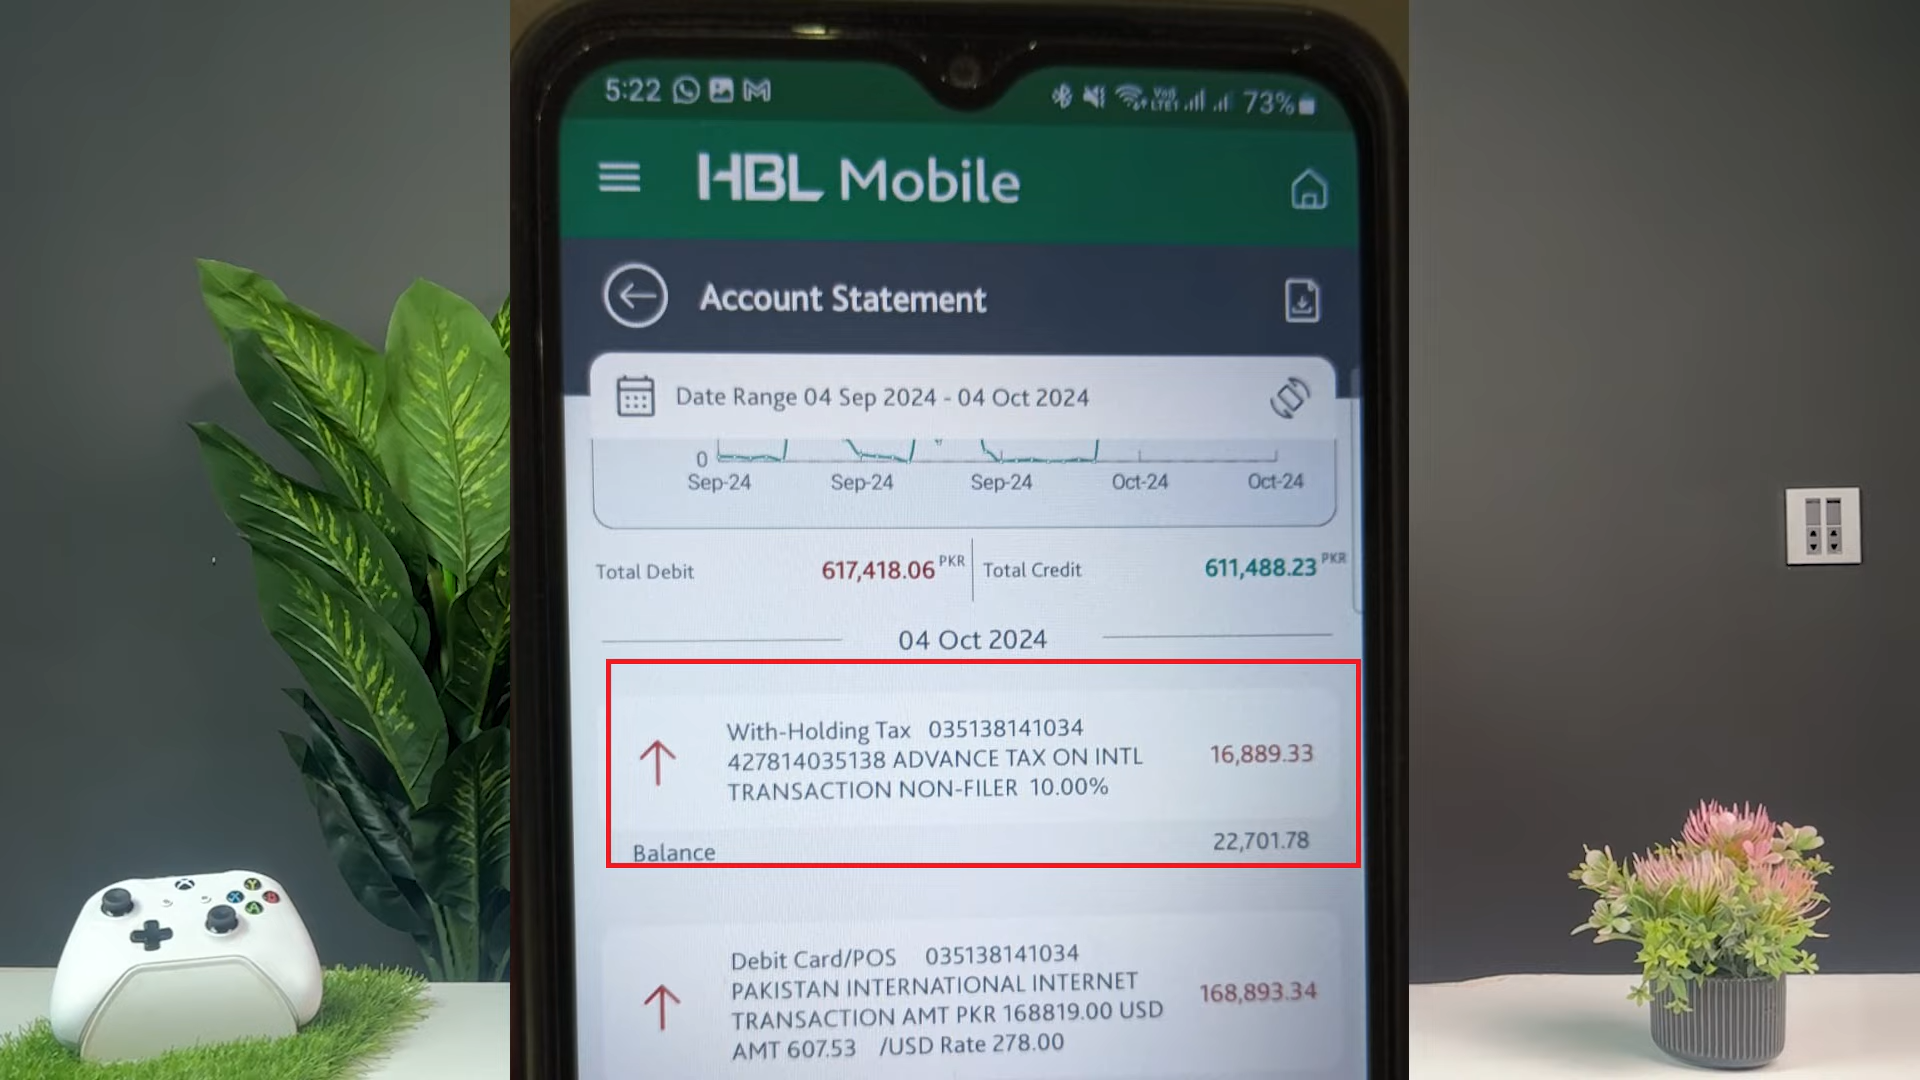 5:22
Vo)) LTE1 73%
HBL Mobile
Account Statement
Date Range 04 Sep 2024 - 04 Oct 2024
0
Sep-24 Sep-24 Sep-24 Oct-24 Oct-24
Total Debit 617,418.06 PKR Total Credit 611,488.23 PKR
04 Oct 2024
With-Holding Tax 035138141034
427814035138 ADVANCE TAX ON INTL
TRANSACTION NON-FILER 10.00%
16,889.33
Balance 22,701.78
Debit Card/POS 035138141034
PAKISTAN INTERNATIONAL INTERNET
TRANSACTION AMT PKR 168819.00 USD
AMT 607.53 /USD Rate 278.00
168,893.34